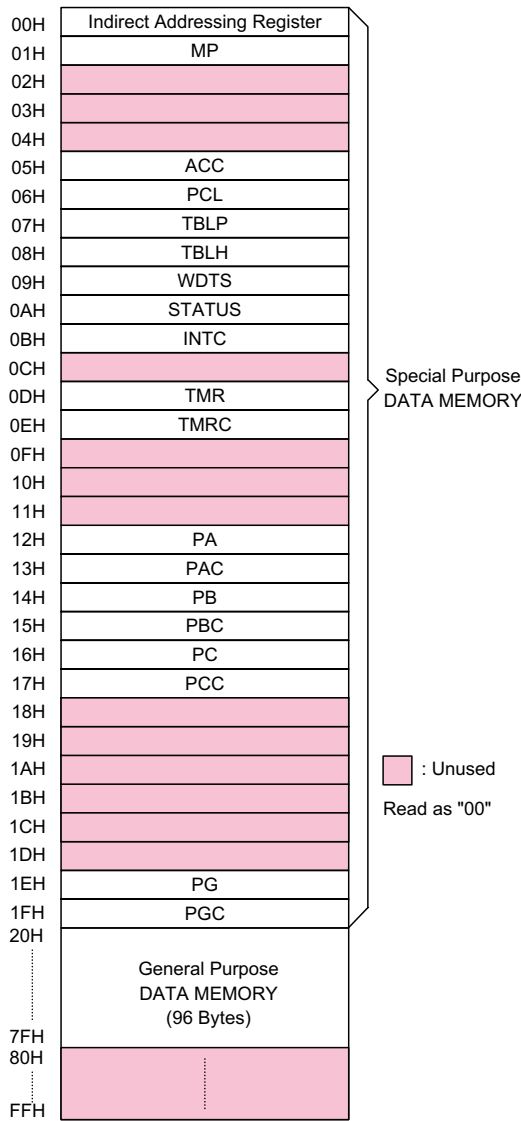 00H Indirect Addressing Register
01H MP
02H
03H
04H
05H ACC
06H PCL
07H TBLP
08H TBLH
09H WDTS
0AH STATUS
0BH INTC
0CH
0DH TMR
0EH TMRC
0FH
10H
11H
12H PA
13H PAC
14H PB
15H PBC
16H PC
17H PCC
18H
19H
1AH
1BH
1CH
1DH
1EH PG
1FH PGC
20H
General Purpose
DATA MEMORY
(96 Bytes)
7FH
80H
FFH
Special Purpose
DATA MEMORY
: Unused
Read as "00"